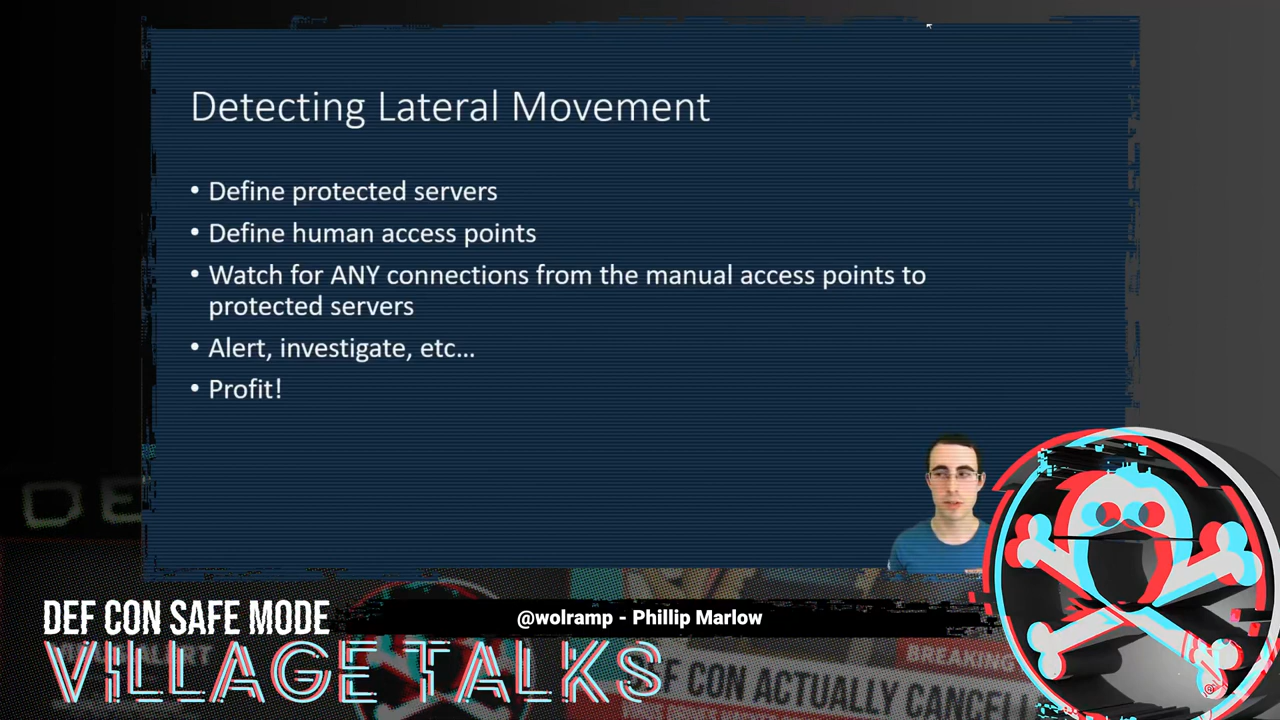 Detecting Lateral Movement
• Define protected servers
• Define human access points
• Watch for ANY connections from the manual access points to
protected servers
• Alert, investigate, etc...
• Profit!
DE
@wolramp - Phillip Marlow
DEF CON SAFE MODE
VILLAGE TALKS
BREAKING
F CON ACTUALLY CANCELL